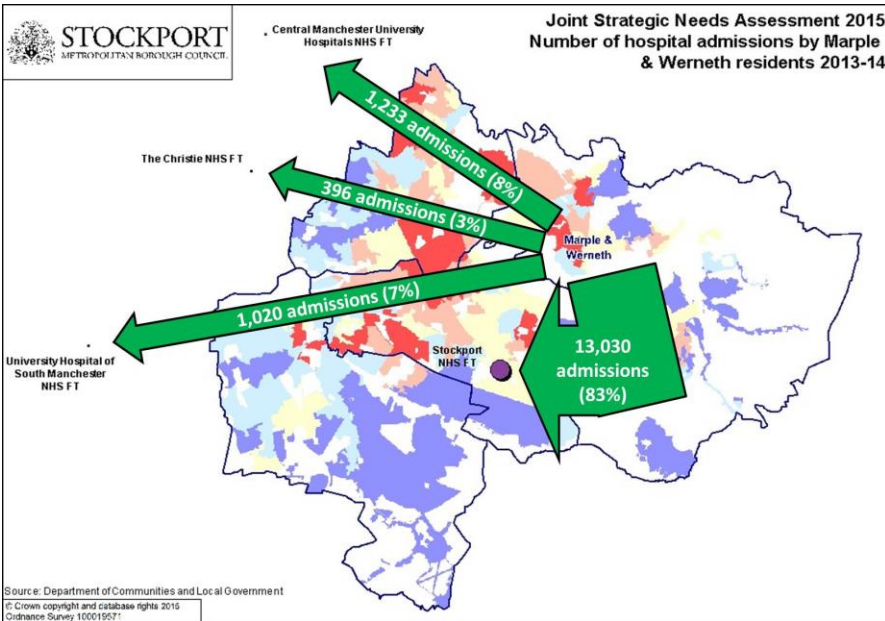 STOCKPORT
METROPOLITAN BOROUGH COUNCIL
Joint Strategic Needs Assessment 2015
Number of hospital admissions by Marple
& Werneth residents 2013-14
Central Manchester University
Hospitals NHS FT
1,233 admissions (8%)
The Christie NHS FT
396 admissions (3%)
Marple &
Werneth
1,020 admissions (7%)
University Hospital of
South Manchester
NHS FT
Stockport
NHS FT
13,030
admissions
(83%)
Source: Department of Communities and Local Government
© Crown copyright and database rights 2015
Ordnance Survey 100019571